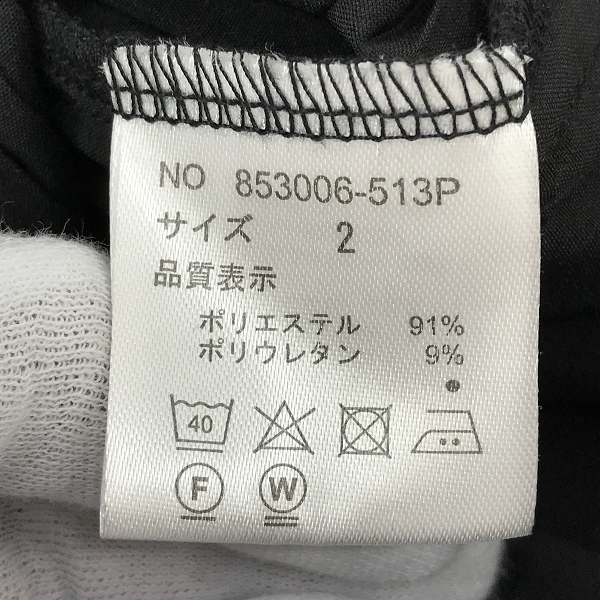 NO 853006-513P
サイズ 2
品質表示
ポリエステル 91%
ポリウレタン 9%
40
F W